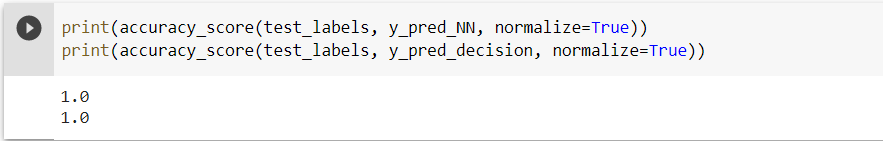 print(accuracy_score(test_labels, y_pred_NN, normalize=True))
print(accuracy_score(test_labels, y_pred_decision, normalize=True))
1.0
1.0